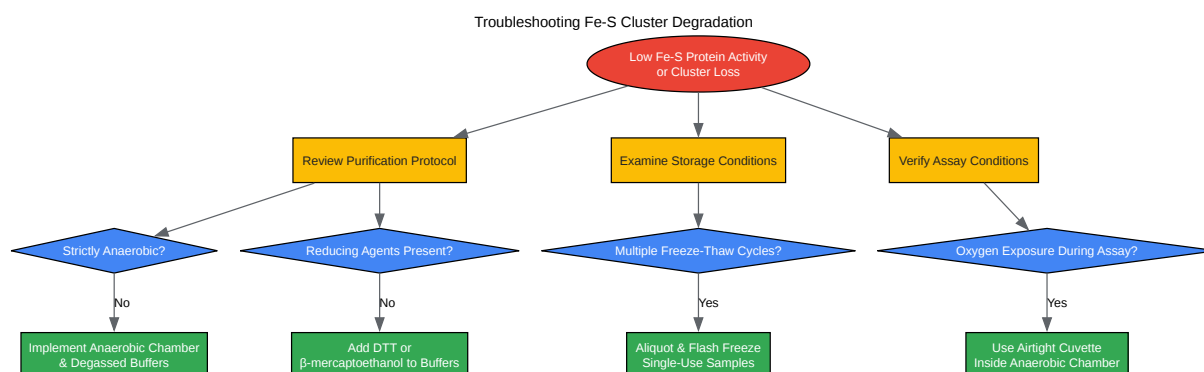 Troubleshooting Fe-S Cluster Degradation
Low Fe-S Protein Activity
or Cluster Loss
Review Purification Protocol
Examine Storage Conditions
Verify Assay Conditions
Strictly Anaerobic?
Reducing Agents Present?
Multiple Freeze-Thaw Cycles?
Oxygen Exposure During Assay?
No
No
Yes
Yes
Implement Anaerobic Chamber
& Degassed Buffers
Add DTT or
β-mercaptoethanol to Buffers
Aliquot & Flash Freeze
Single-Use Samples
Use Airtight Cuvette
Inside Anaerobic Chamber